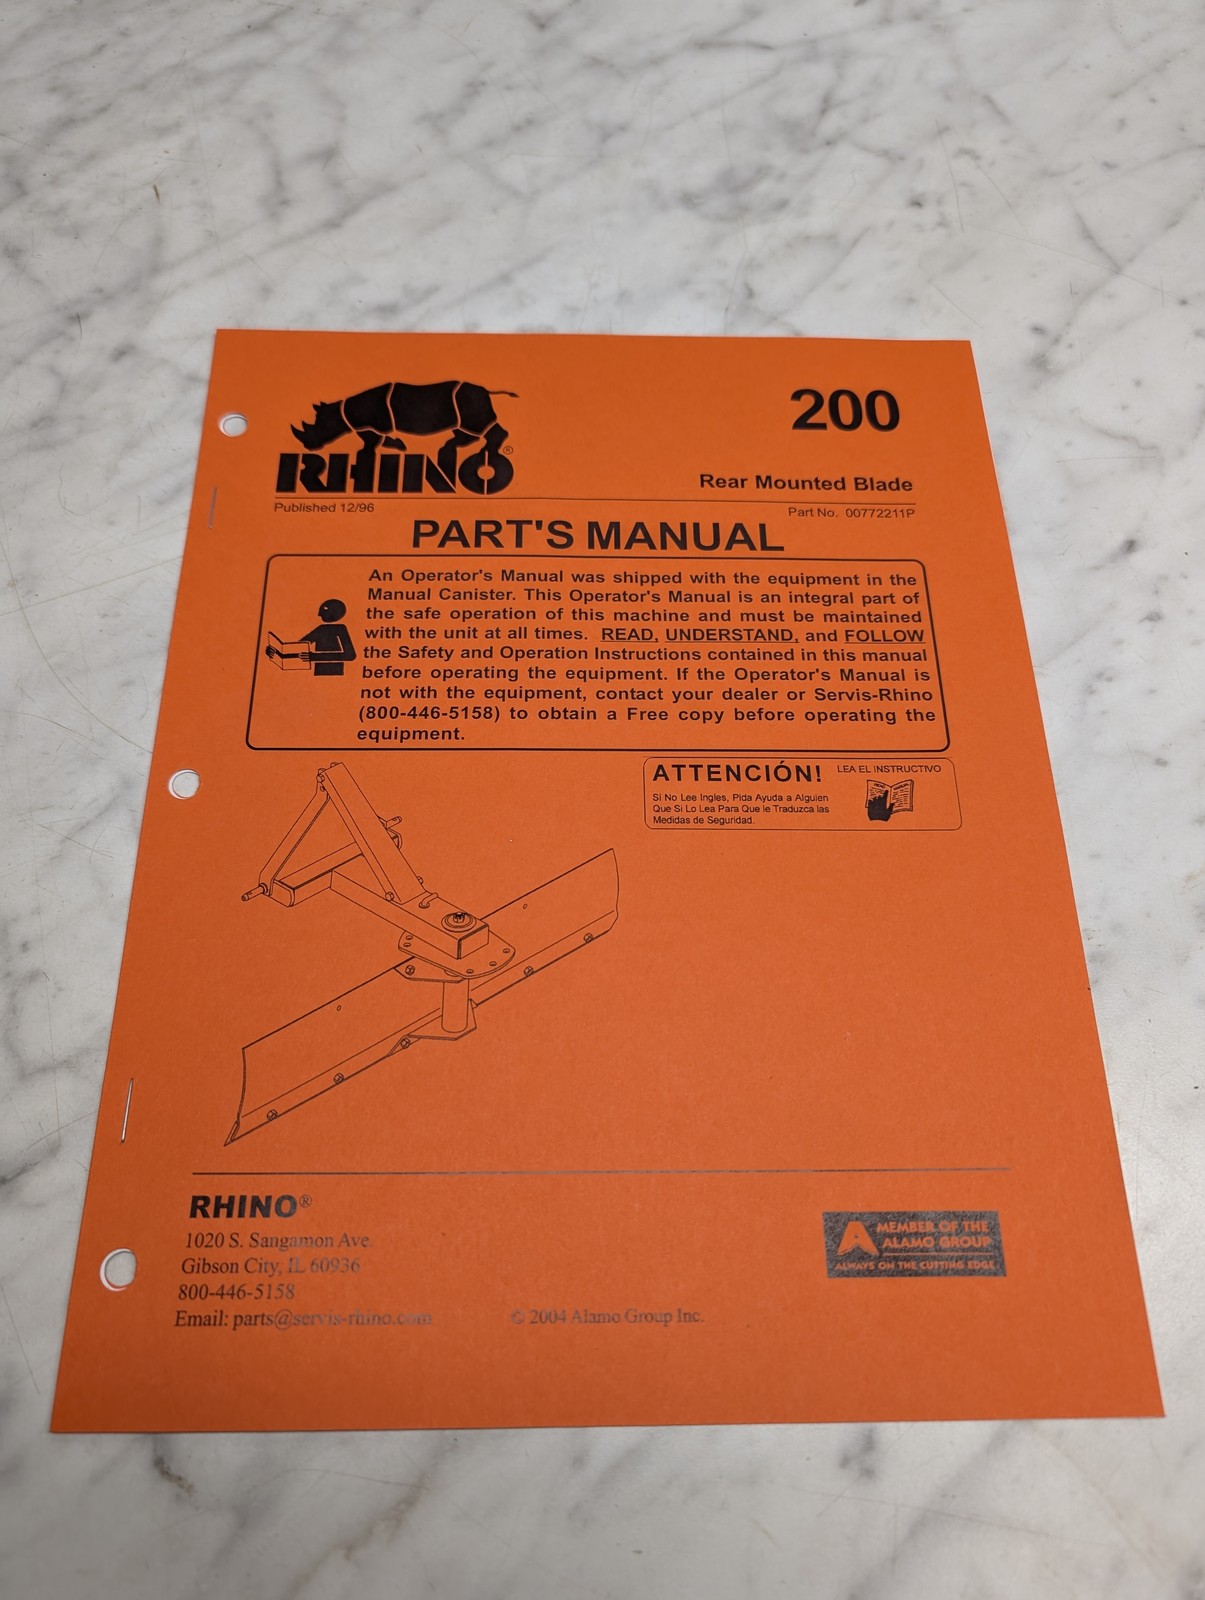 RHINO®
200
Rear Mounted Blade
Published 12/96
Part No. 00772211P
PART'S MANUAL
An Operator's Manual was shipped with the equipment in the
Manual Canister. This Operator's Manual is an integral part of
the safe operation of this machine and must be maintained
with the unit at all times. READ, UNDERSTAND, and FOLLOW
the Safety and Operation Instructions contained in this manual
before operating the equipment. If the Operator's Manual is
not with the equipment, contact your dealer or Servis-Rhino
(800-446-5158) to obtain a Free copy before operating the
equipment.
ATTENCIÓN!
LEA EL INSTRUCTIVO
Si No Lee Ingles, Pida Ayuda a Alguien
Que Si Lo Lea Para Que le Traduzca las
Medidas de Seguridad.
RHINO®
1020 S. Sangamon Ave.
Gibson City, IL 60936
800-446-5158
Email: parts@servis-rhino.com
© 2004 Alamo Group Inc.
A MEMBER OF THE
ALAMO GROUP
ALWAYS ON THE CUTTING EDGE